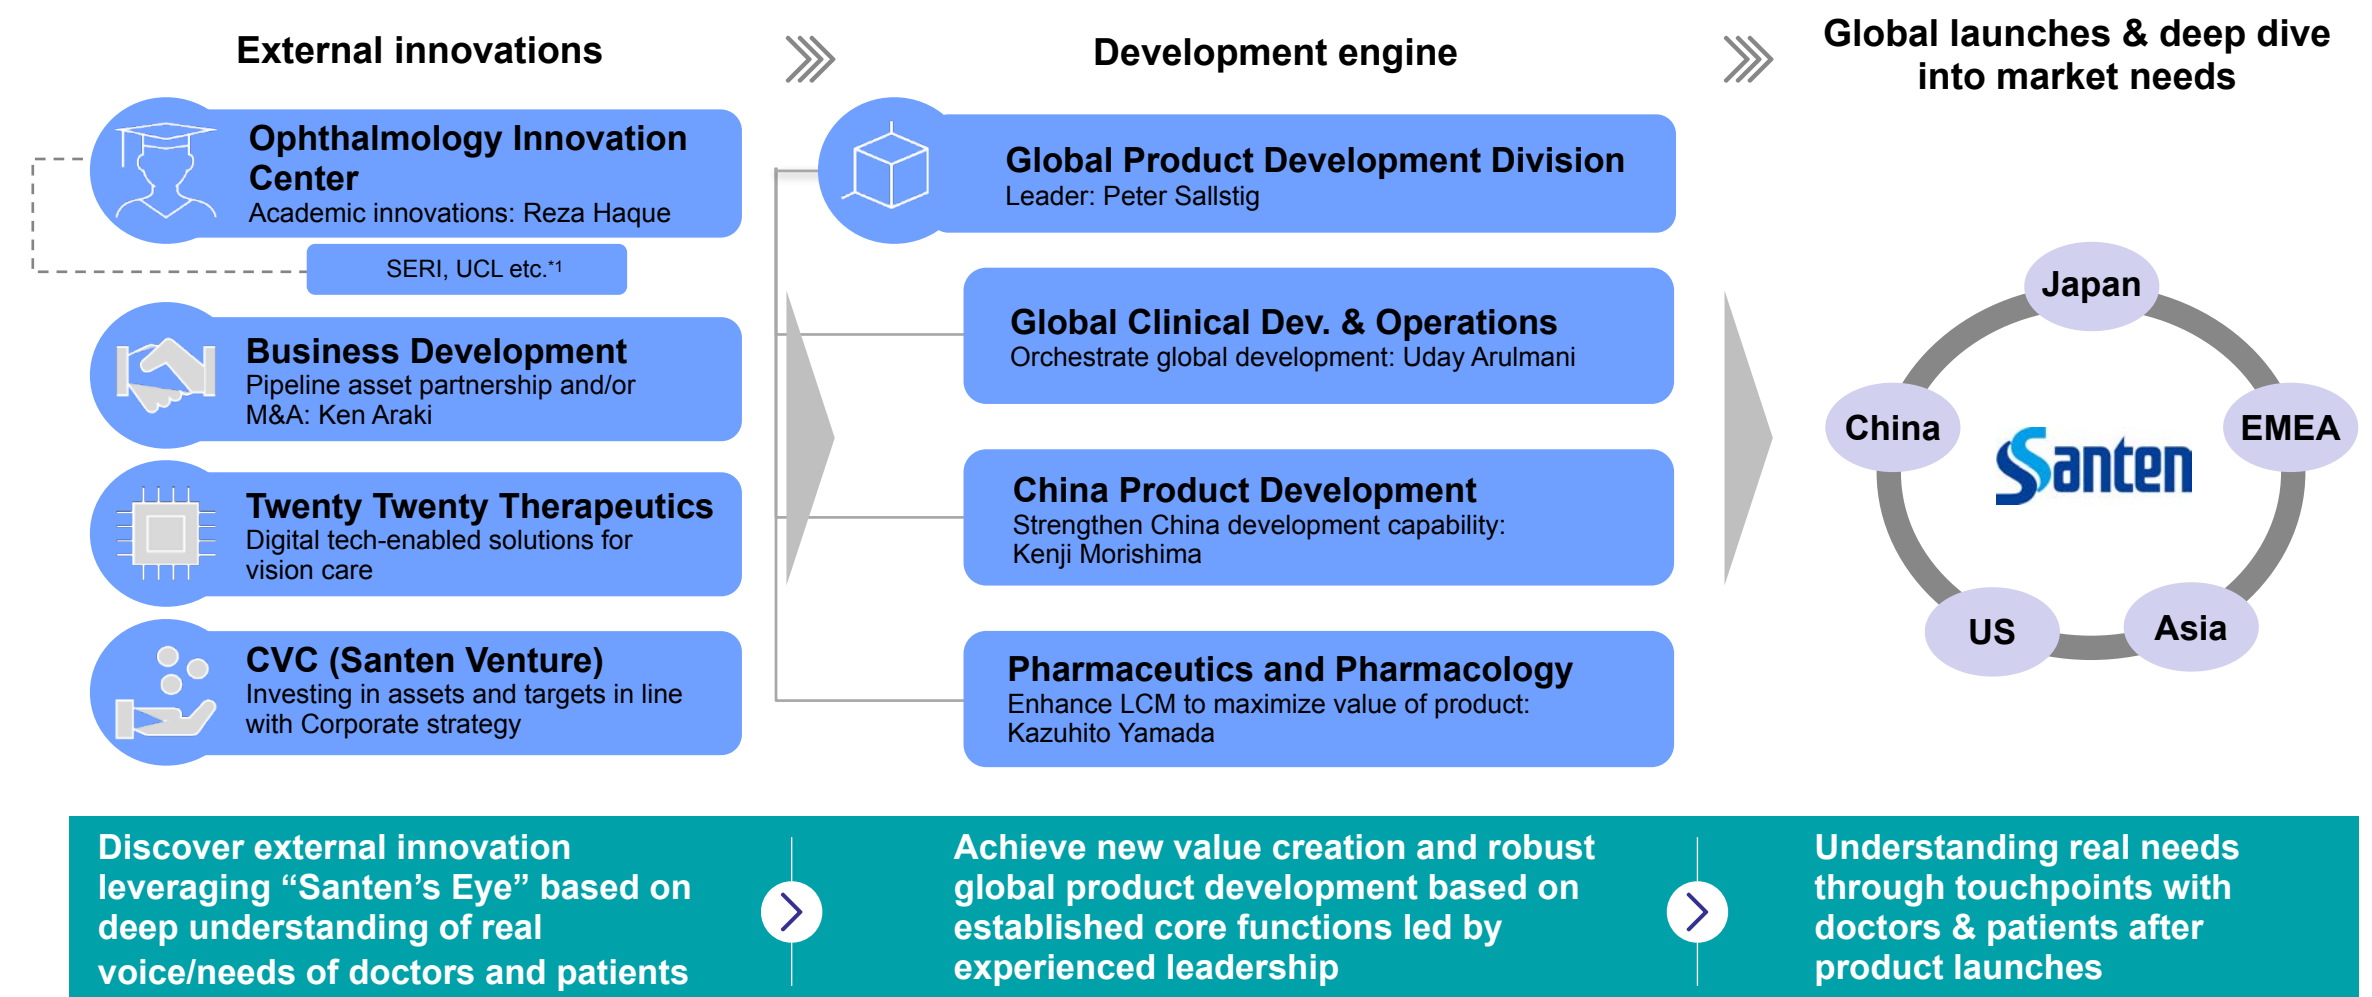 External innovations
Ophthalmology Innovation
Center
Academic innovations: Reza Haque
SERI, UCL etc.*1
Business Development
Pipeline asset partnership and/or
M&A: Ken Araki
Twenty Twenty Therapeutics
Digital tech-enabled solutions for
vision care
CVC (Santen Venture)
Investing in assets and targets in line
with Corporate strategy
Development engine
Global Product Development Division
Leader: Peter Sallstig
Global Clinical Dev. & Operations
Orchestrate global development: Uday Arulmani
China Product Development
Strengthen China development capability:
Kenji Morishima
Pharmaceutics and Pharmacology
Enhance LCM to maximize value of product:
Kazuhito Yamada
Global launches & deep dive
into market needs
Japan
China
EMEA
Santen
US
Asia
Discover external innovation
leveraging “Santen’s Eye” based on
deep understanding of real
voice/needs of doctors and patients
Achieve new value creation and robust
global product development based on
established core functions led by
experienced leadership
Understanding real needs
through touchpoints with
doctors & patients after
product launches